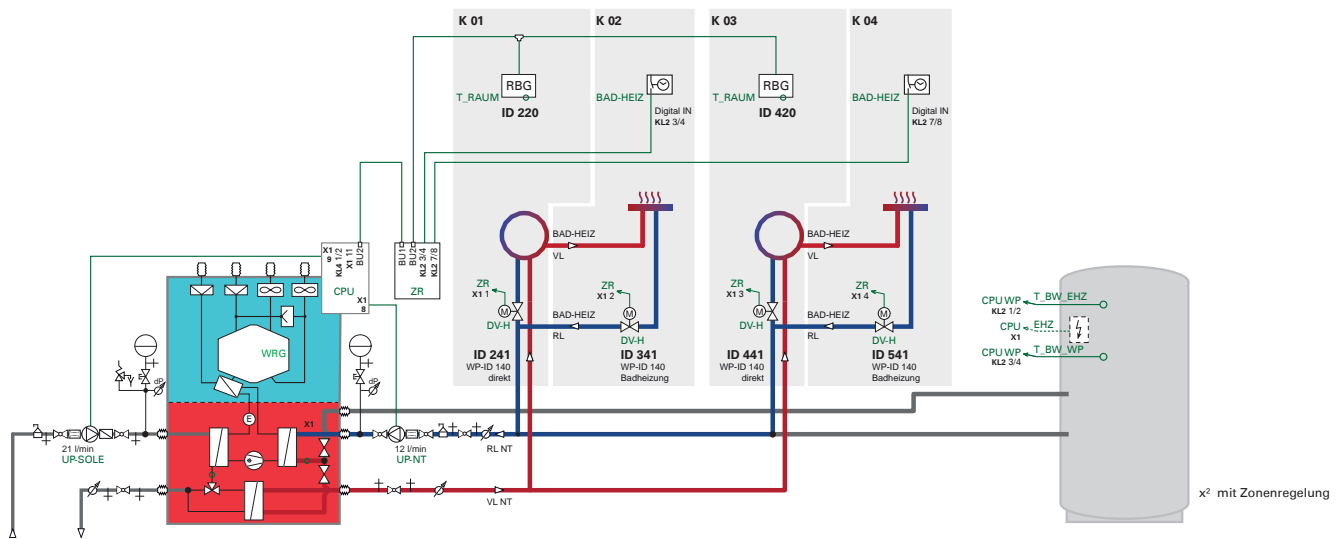 K 01
K 02
K 03
K 04
RBG
T_RAUM
ID 220
BAD-HEIZ
Digital IN
KL2 3/4
RBG
T_RAUM
ID 420
BAD-HEIZ
Digital IN
KL2 7/8
X1
9
KL4 1/2
X1 11
BU2
CPU
X1
8
BU1
BU2
KL2 3/4
KL2 7/8
ZR
BAD-HEIZ
VL
ZR
X1 1
M
DV-H
ZR
X1 2
M
DV-H
BAD-HEIZ
RL
ID 241
WP-ID 140
direkt
ID 341
WP-ID 140
Badheizung
BAD-HEIZ
VL
ZR
X1 3
M
DV-H
ZR
X1 4
M
DV-H
BAD-HEIZ
RL
ID 441
WP-ID 140
direkt
ID 541
WP-ID 140
Badheizung
CPU WP
KL2 1/2
T_BW_EHZ
CPU
X1
EHZ
CPU WP
KL2 3/4
T_BW_WP
WRG
dP
dP
E
X1
21 l/min
UP-SOLE
12 l/min
UP-NT
RL NT
VL NT
x² mit Zonenregelung